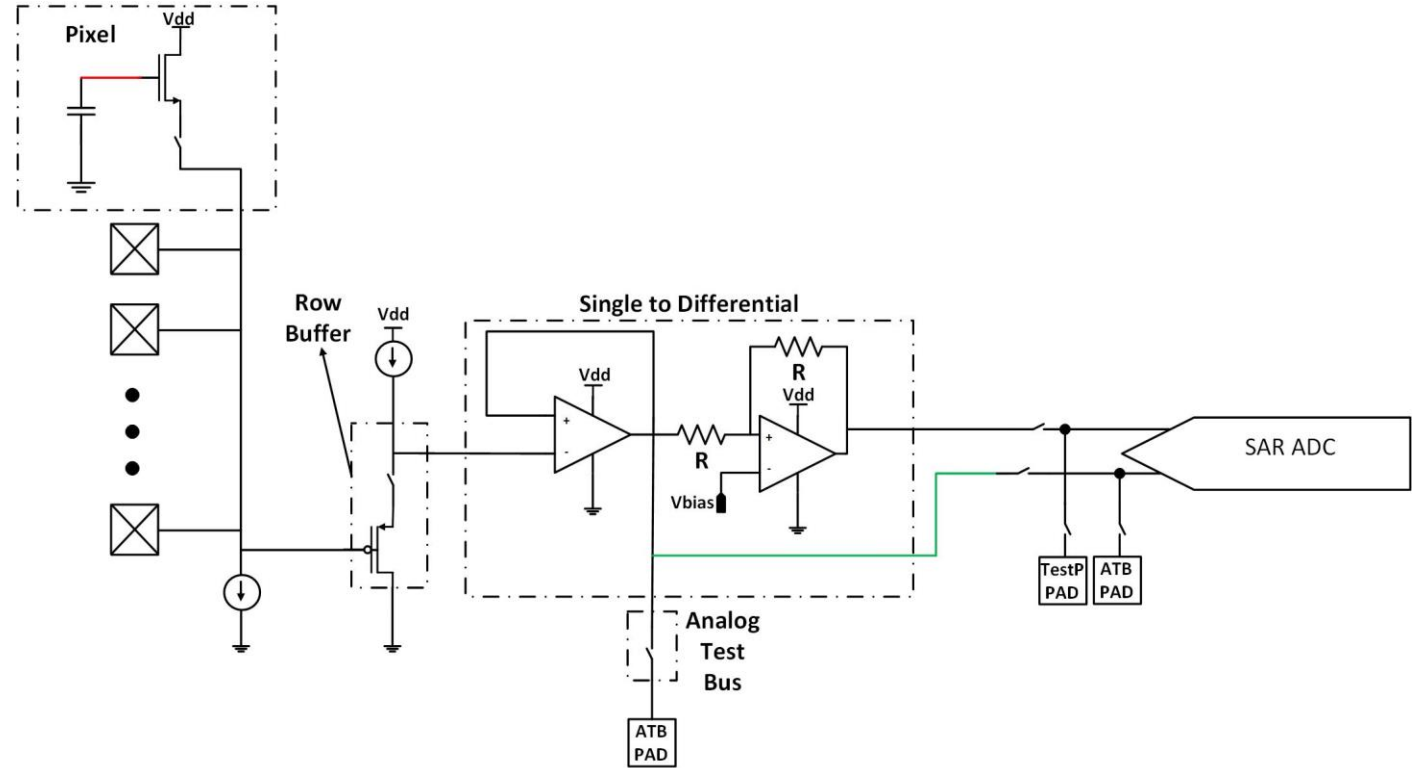 Vdd
Pixel
Row
Buffer
Vdd
Single to Differential
Vdd
+
-
R
R
Vdd
+
-
Vbias
SAR ADC
TestP
PAD
ATB
PAD
Analog
Test
Bus
ATB
PAD